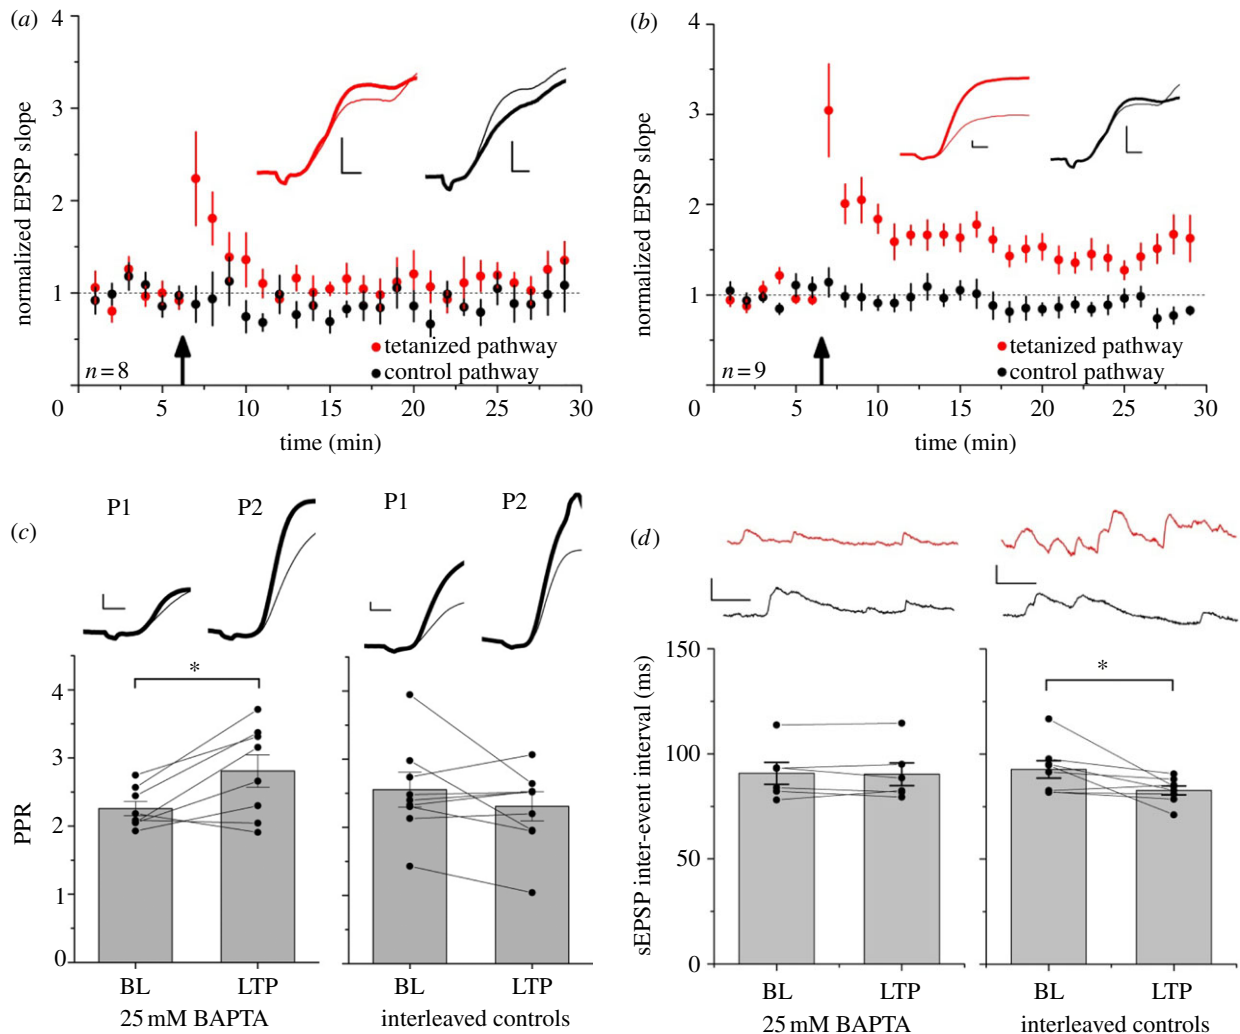 (a)
4
3
2
1
0
normalized EPSP slope
tetanized pathway
control pathway
n=8
5
10
15
20
25
30
time (min)
(b)
4
3
2
1
0
normalized EPSP slope
tetanized pathway
control pathway
n=9
5
10
15
20
25
30
time (min)
(c)
P1
P2
P1
P2
4
3
2
1
0
PPR
*
BL
LTP
BL
LTP
25 mM BAPTA
interleaved controls
(d)
150
100
50
0
sEPSP inter-event interval (ms)
*
BL
LTP
BL
LTP
25 mM BAPTA
interleaved controls